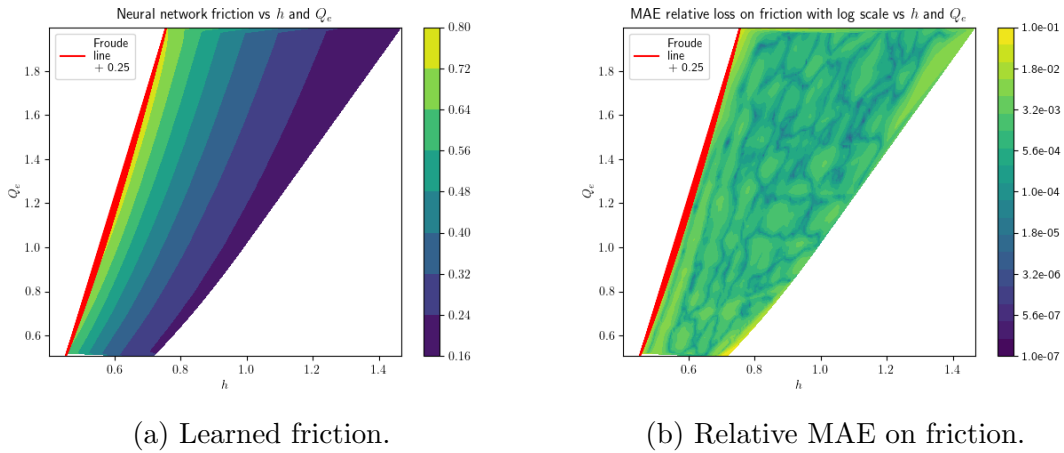 Neural network friction vs h and Q_e
Froude
line
+ 0.25
1.8
1.6
1.4
1.2
1.0
0.8
0.6
Q_e
0.6
0.8
1.0
1.2
1.4
h
0.80
0.72
0.64
0.56
0.48
0.40
0.32
0.24
0.16
(a) Learned friction.
MAE relative loss on friction with log scale vs h and Q_e
Froude
line
+ 0.25
1.8
1.6
1.4
1.2
1.0
0.8
0.6
Q_e
0.6
0.8
1.0
1.2
1.4
h
1.0e-01
1.8e-02
3.2e-03
5.6e-04
1.0e-04
1.8e-05
3.2e-06
5.6e-07
1.0e-07
(b) Relative MAE on friction.